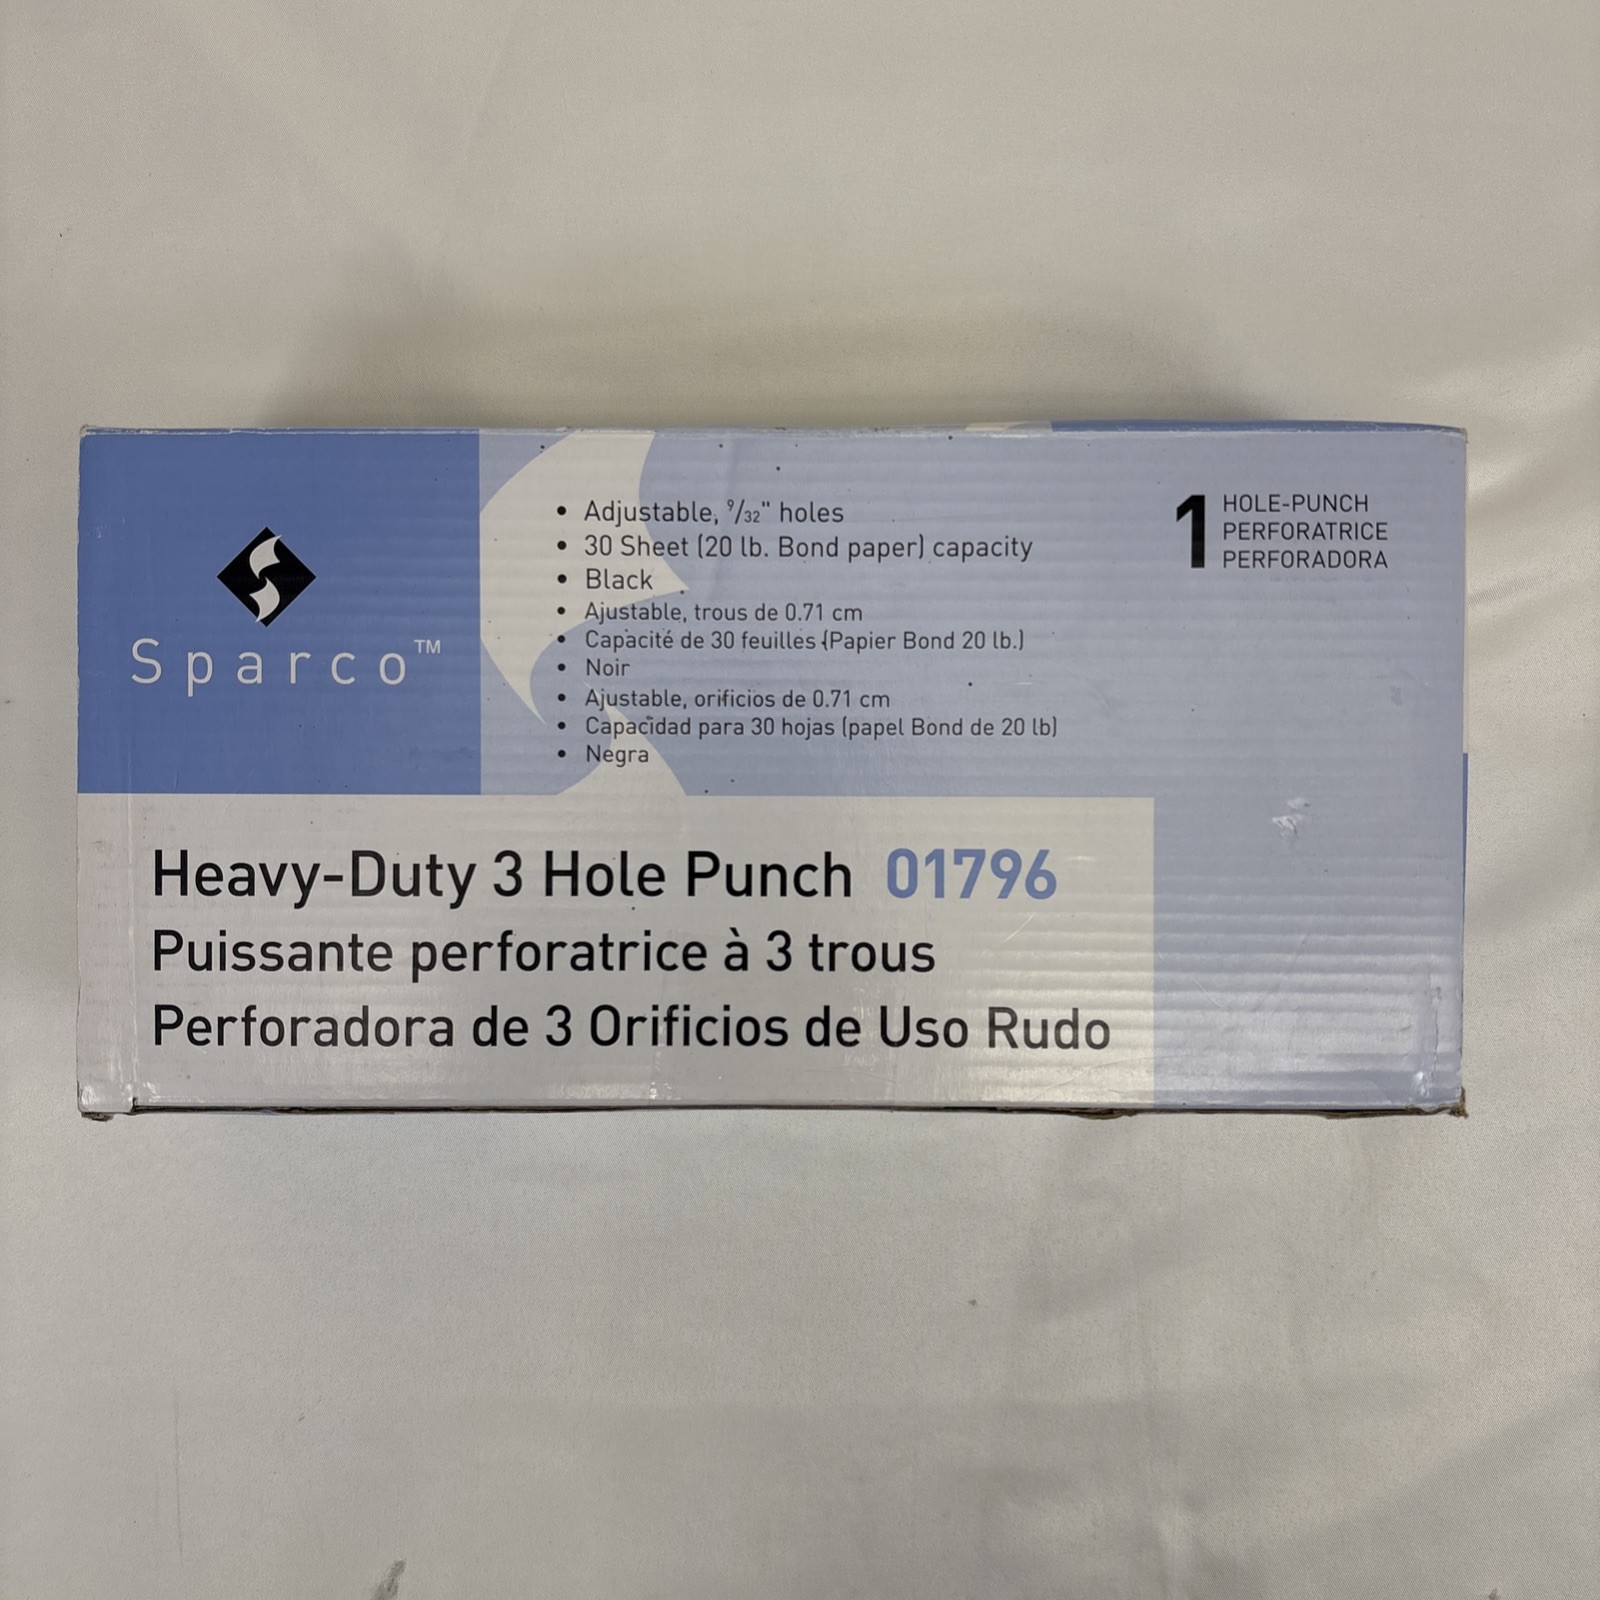 Sparco™
• Adjustable, 9/32" holes
• 30 Sheet (20 lb. Bond paper) capacity
• Black
• Ajustable, trous de 0.71 cm
• Capacité de 30 feuilles (Papier Bond 20 lb.)
• Noir
• Ajustable, orificios de 0.71 cm
• Capacidad para 30 hojas (papel Bond de 20 lb)
• Negra
1 HOLE-PUNCH
PERFORATRICE
PERFORADORA
Heavy-Duty 3 Hole Punch 01796
Puissante perforatrice à 3 trous
Perforadora de 3 Orificios de Uso Rudo